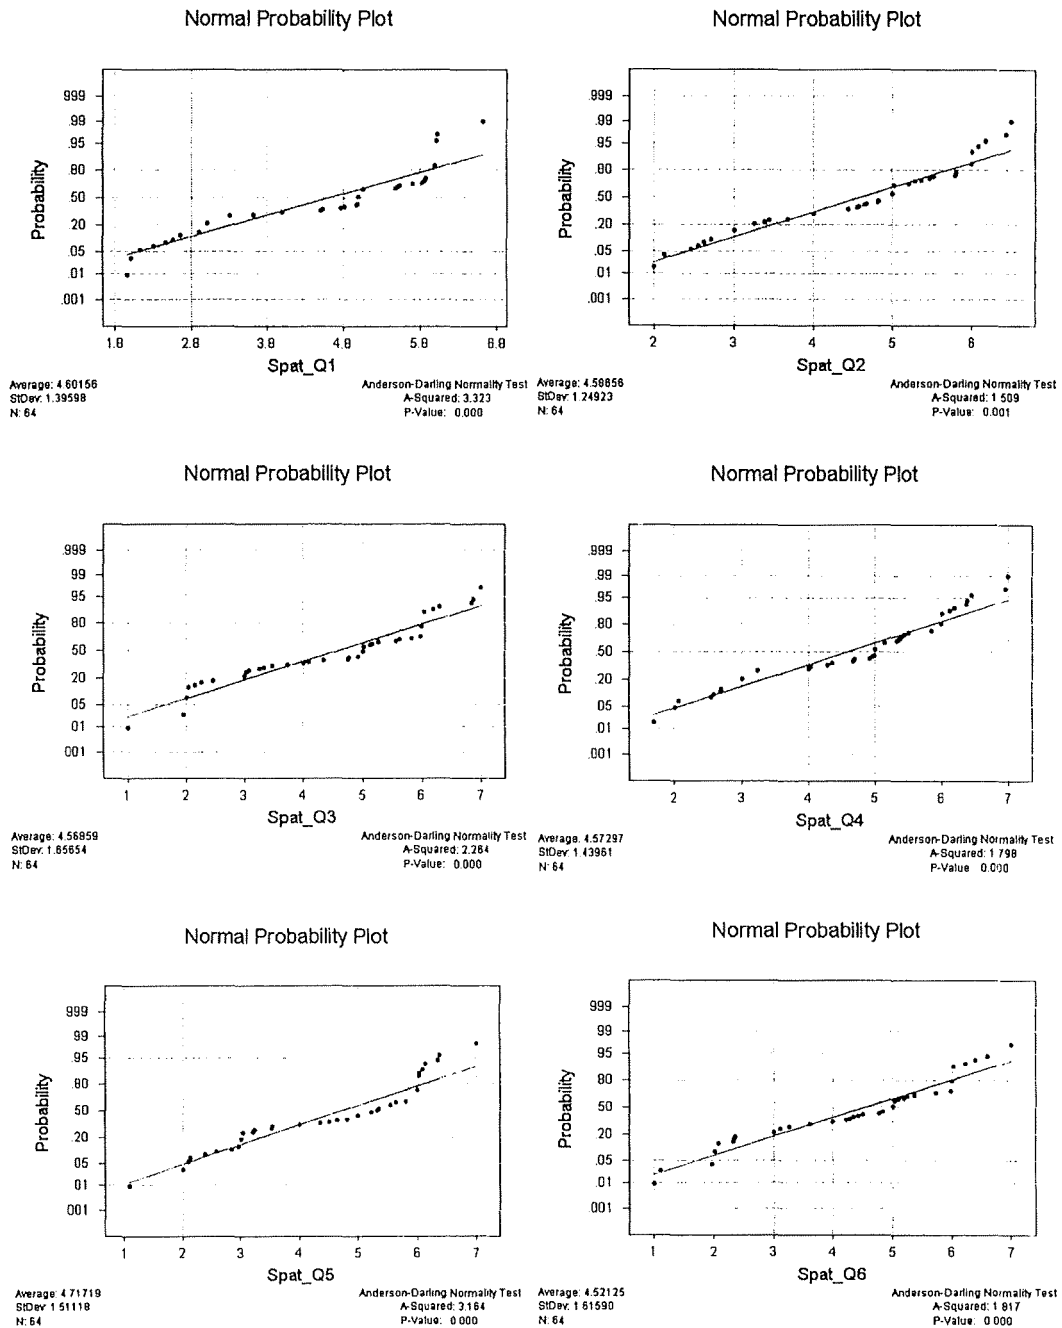 Normal Probability Plot
.999
.99
.95
80
50
20
.05
.01
.001
Probability
1.8
2.8
3.8
4.8
5.8
6.8
Spat_Q1
Average: 4.60156
StDev: 1.39598
N: 64
Anderson-Darling Normality Test
A-Squared: 3.323
P-Value: 0.000
Normal Probability Plot
.999
.99
.95
80
50
20
.05
.01
.001
Probability
2
3
4
5
6
Spat_Q2
Average: 4.58656
StDev: 1.24923
N: 64
Anderson-Darling Normality Test
A-Squared: 1 509
P-Value: 0.001
Normal Probability Plot
.999
99
95
80
50
20
05
01
001
Probability
1
2
3
4
5
6
7
Spat_Q3
Average: 4.56859
StDev: 1.65654
N: 64
Anderson-Darling Normality Test
A-Squared: 2.264
P-Value: 0.000
Normal Probability Plot
.999
.99
.95
80
50
20
.05
.01
.001
Probability
2
3
4
5
6
7
Spat_Q4
Average: 4.57297
StDev: 1.43961
N: 64
Anderson-Darling Normality Test
A-Squared: 1 798
P-Value 0.000
Normal Probability Plot
999
99
.95
80
50
20
05
01
001
Probability
1
2
3
4
5
6
7
Spat_Q5
Average: 4.71719
StDev: 1.51118
N: 64
Anderson-Darling Normality Test
A-Squared: 3.164
P-Value: 0 000
Normal Probability Plot
999
99
95
80
50
20
.05
.01
.001
Probability
1
2
3
4
5
6
7
Spat_Q6
Average: 4.52125
StDev: 1.61590
N: 64
Anderson-Darling Normality Test
A-Squared: 1 817
P-Value: 0.000